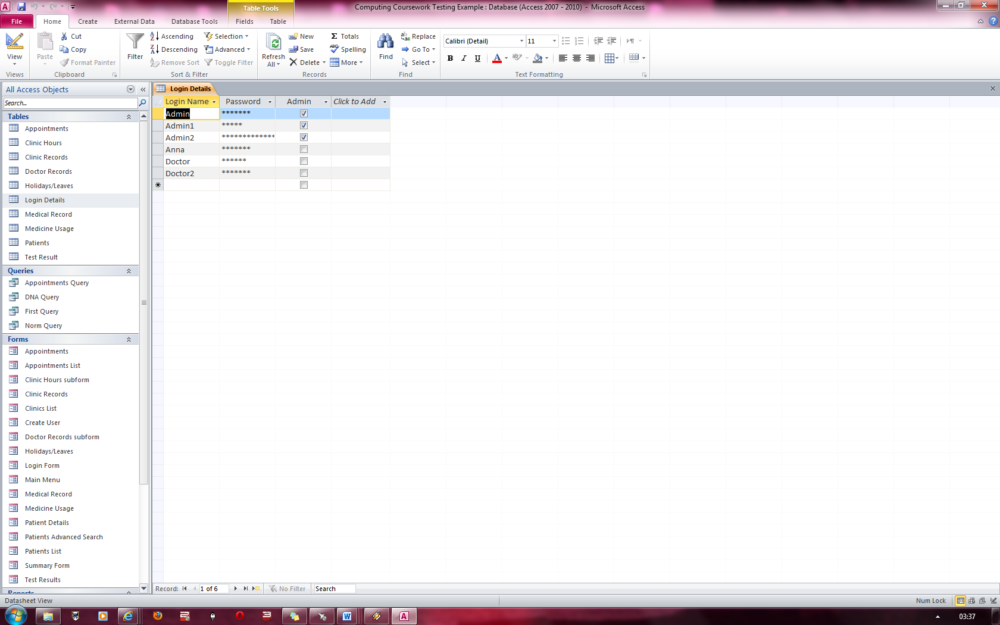 Table Tools
Computing Coursework Testing Example : Database (Access 2007 - 2010) - Microsoft Access
File Home Create External Data Database Tools Fields Table
View
Views
Paste
Cut
Copy
Format Painter
Clipboard
Filter
Ascending
Descending
Remove Sort
Selection
Advanced
Toggle Filter
Sort & Filter
Refresh
All
New
Save
Delete
Totals
Spelling
More
Records
Find
Replace
Go To
Select
Find
Calibri (Detail) 11
B I U
Text Formatting
All Access Objects
Search...
Tables
Appointments
Clinic Hours
Clinic Records
Doctor Records
Holidays/Leaves
Login Details
Medical Record
Medicine Usage
Patients
Test Result
Queries
Appointments Query
DNA Query
First Query
Norm Query
Forms
Appointments
Appointments List
Clinic Hours subform
Clinic Records
Clinics List
Create User
Doctor Records subform
Holidays/Leaves
Login Form
Main Menu
Medical Record
Medicine Usage
Patient Details
Patients Advanced Search
Patients List
Summary Form
Test Results
Reports
Login Details
Login Name Password Admin Click to Add
Admin *******
Admin1 *****
Admin2 *************
Anna *******
Doctor ******
Doctor2 *******
Record: 1 of 6 No Filter Search
Datasheet View Num Lock
03:37